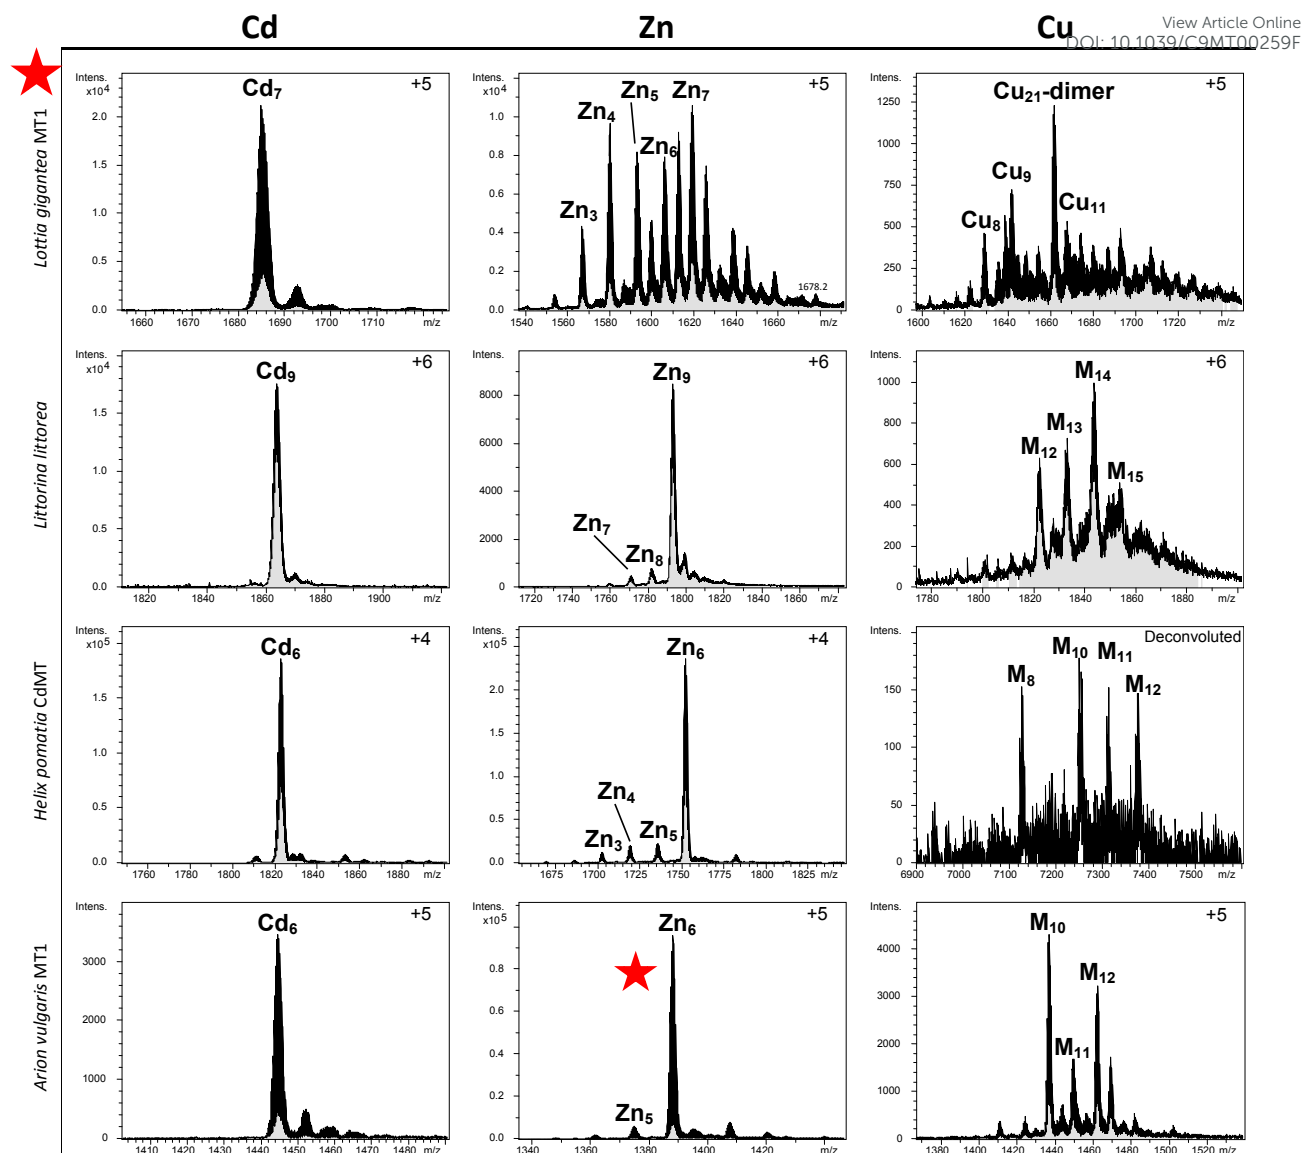 Cd
Zn
Cu
View Article Online
DOI: 10.1039/C9MT00259F
Lottia gigantea MT1
Intens.
x10⁴
+5
Cd₇
2.0
1.5
1.0
0.5
0.0
1660 1670 1680 1690 1700 1710 m/z
Intens.
x10⁴
+5
Zn₃
Zn₄
Zn₅
Zn₆
Zn₇
1678.2
1.0
0.8
0.6
0.4
0.2
0.0
1540 1560 1580 1600 1620 1640 1660 m/z
Intens.
+5
Cu₂₁-dimer
Cu₉
Cu₈
Cu₁₁
1250
1000
750
500
250
0
1600 1620 1640 1660 1680 1700 1720 m/z
Littorina littorea
Intens.
x10⁴
+6
Cd₉
1.5
1.0
0.5
0.0
1820 1840 1860 1880 1900 m/z
Intens.
+6
Zn₉
Zn₇
Zn₈
8000
6000
4000
2000
0
1720 1740 1760 1780 1800 1820 1840 1860 m/z
Intens.
+6
M₁₄
M₁₃
M₁₂
M₁₅
1000
800
600
400
200
0
1780 1800 1820 1840 1860 1880 m/z
Helix pomatia CdMT
Intens.
x10⁵
+4
Cd₆
1.5
1.0
0.5
0.0
1760 1780 1800 1820 1840 1860 1880 m/z
Intens.
x10⁵
+4
Zn₆
Zn₄
Zn₃
Zn₅
2.0
1.5
1.0
0.5
0.0
1675 1700 1725 1750 1775 1800 1825 m/z
Intens.
Deconvoluted
M₁₀
M₁₁
M₈
M₁₂
150
100
50
0
6900 7000 7100 7200 7300 7400 7500 m/z
Arion vulgaris MT1
Intens.
+5
Cd₆
3000
2000
1000
0
1410 1420 1430 1440 1450 1460 1470 1480 m/z
Intens.
x10⁵
+5
Zn₆
Zn₅
0.8
0.6
0.4
0.2
0.0
1340 1360 1380 1400 1420 m/z
Intens.
+5
M₁₀
M₁₂
M₁₁
4000
3000
2000
1000
0
1380 1400 1420 1440 1460 1480 1500 m/z